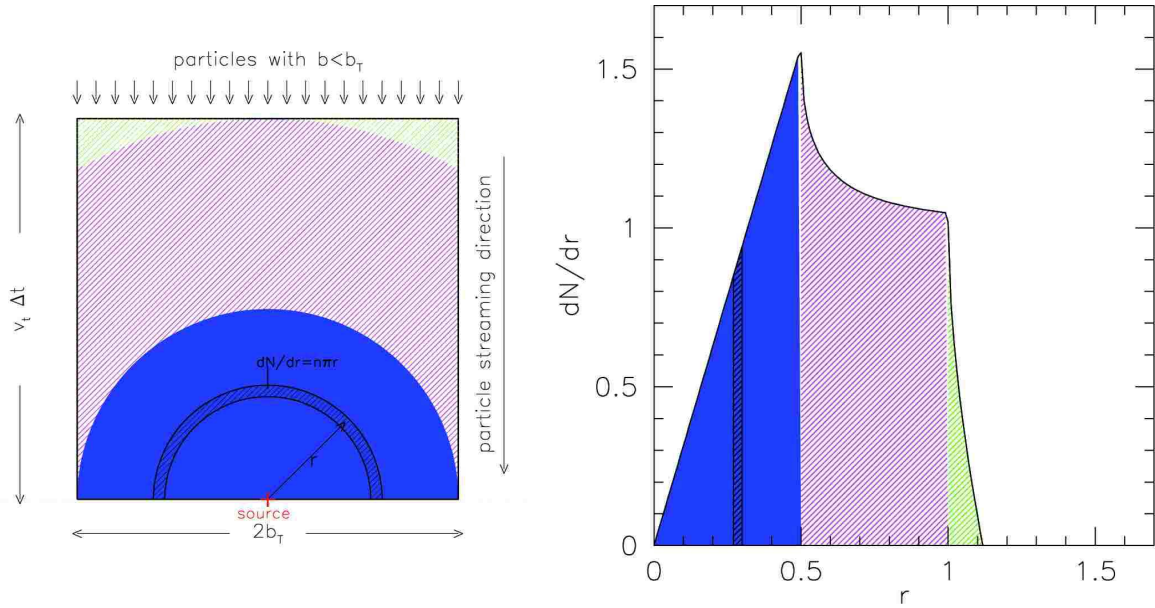 particles with b<b_T
v_t Δt
particle streaming direction
dN/dr=nπr
r
source
2b_T
dN/dr
1.5
1
0.5
0
0
0.5
1
1.5
r